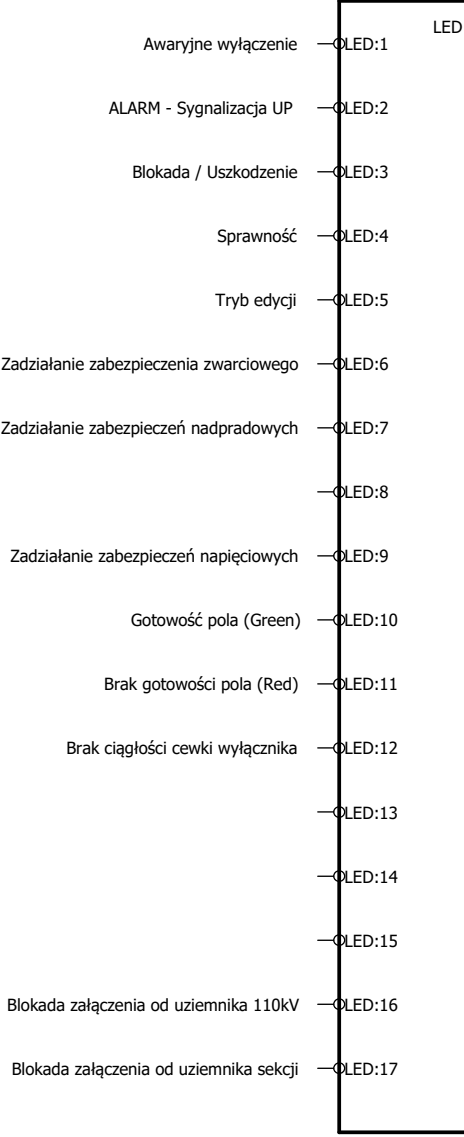 LED
Awaryjne wyłączenie LED:1
ALARM - Sygnalizacja UP LED:2
Blokada / Uszkodzenie LED:3
Sprawność LED:4
Tryb edycji LED:5
Zadziałanie zabezpieczenia zwarciowego LED:6
Zadziałanie zabezpieczeń nadpradowych LED:7
LED:8
Zadziałanie zabezpieczeń napięciowych LED:9
Gotowość pola (Green) LED:10
Brak gotowości pola (Red) LED:11
Brak ciągłości cewki wyłącznika LED:12
LED:13
LED:14
LED:15
Blokada załączenia od uziemnika 110kV LED:16
Blokada załączenia od uziemnika sekcji LED:17